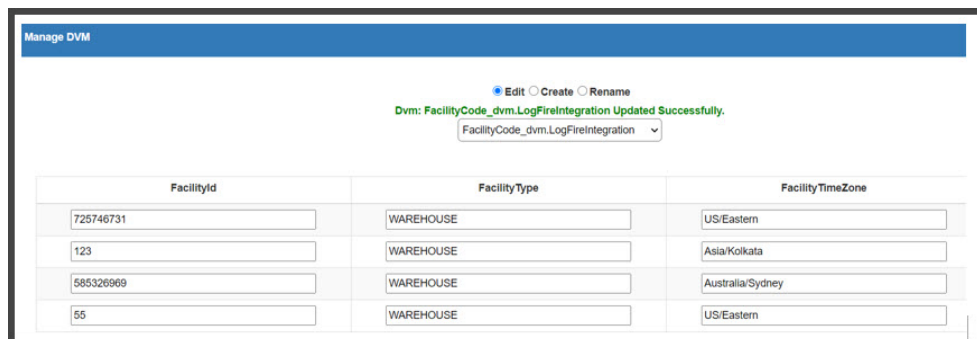 Manage DVM
Edit Create Rename
Dvm: FacilityCode_dvm.LogFireIntegration Updated Successfully.
FacilityCode_dvm.LogFireIntegration
FacilityId FacilityType FacilityTimeZone
725746731 WAREHOUSE US/Eastern
123 WAREHOUSE Asia/Kolkata
585326969 WAREHOUSE Australia/Sydney
55 WAREHOUSE US/Eastern